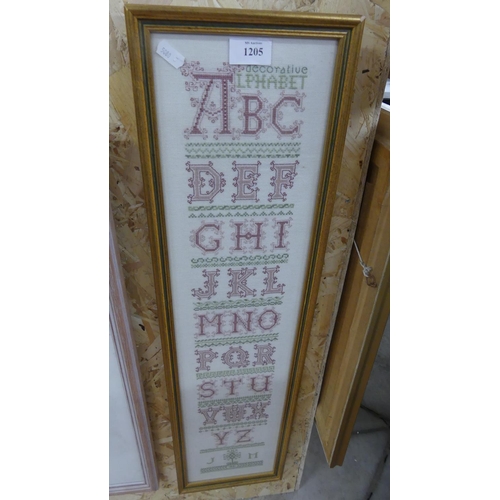 1205
decorative
ALPHABET
ABC
DEF
GHI
JKL
MNO
PQR
STU
VWX
YZ
J H